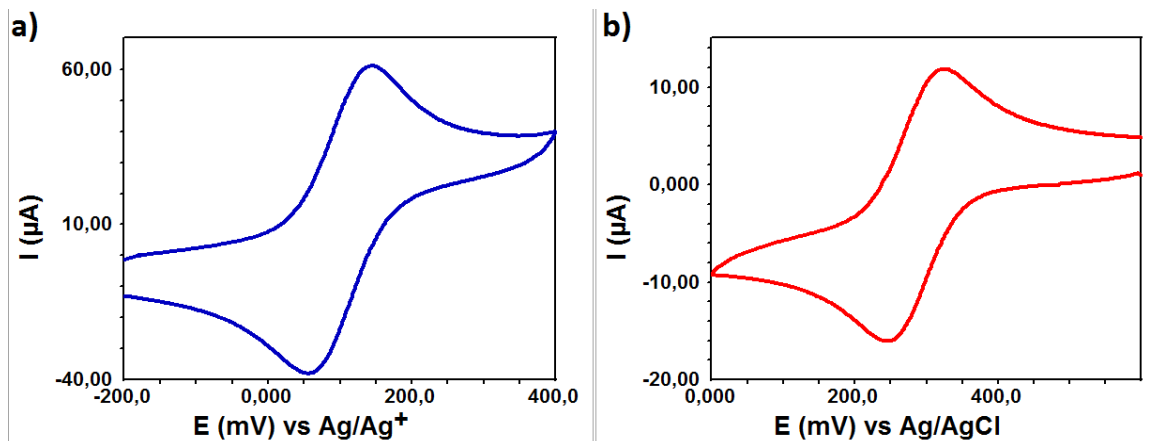 a)
60,00
10,00
-40,00
I (µA)
-200,0 0,000 200,0 400,0
E (mV) vs Ag/Ag+
b)
10,00
0,000
-10,00
-20,00
I (µA)
0,000 200,0 400,0
E (mV) vs Ag/AgCl